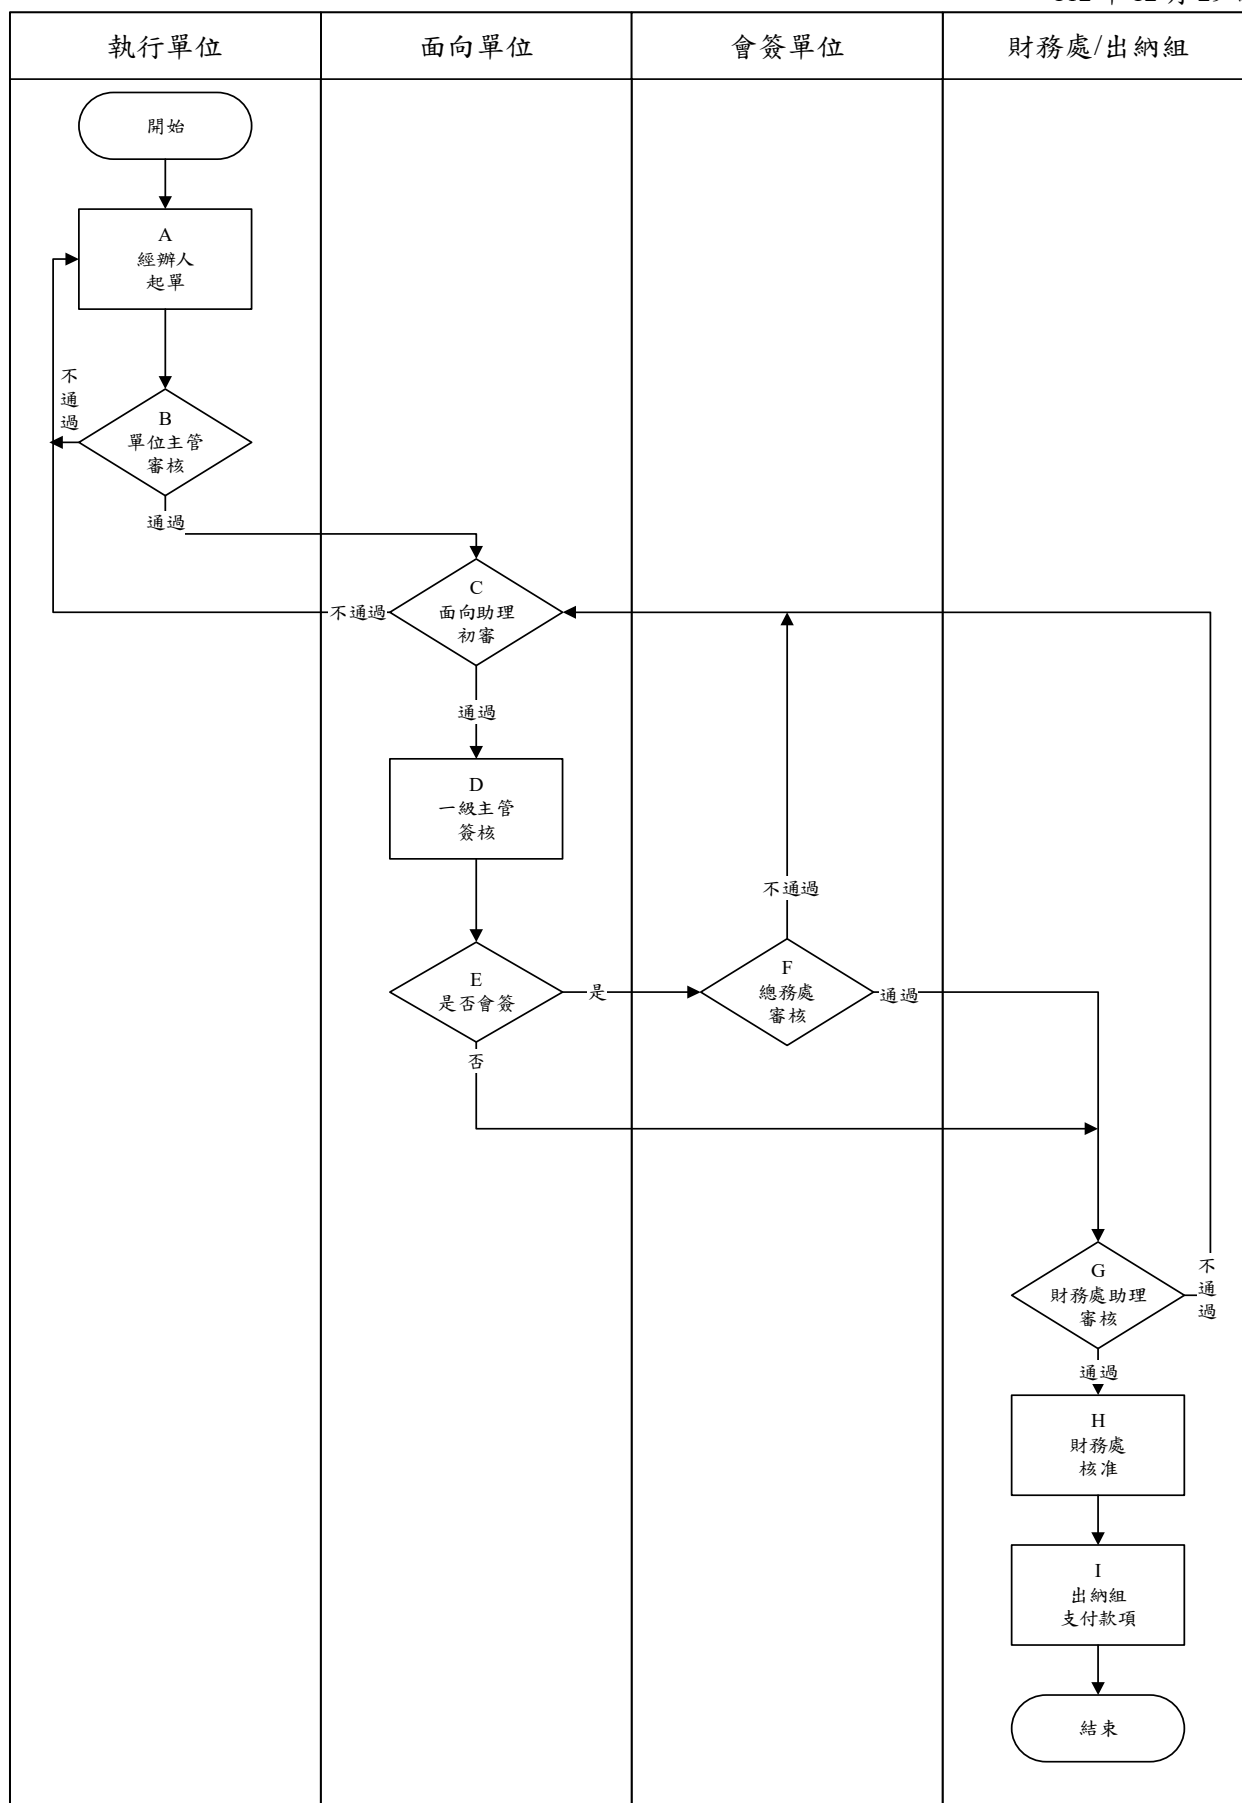 執行單位
面向單位
會簽單位
財務處/出納組
開始
A
經辦人
起單
不通過
B
單位主管
審核
通過
C
面向助理
初審
不通過
通過
D
一級主管
簽核
不通過
E
是否會簽
是
F
總務處
審核
通過
否
G
財務處助理
審核
不通過
通過
H
財務處
核准
I
出納組
支付款項
結束